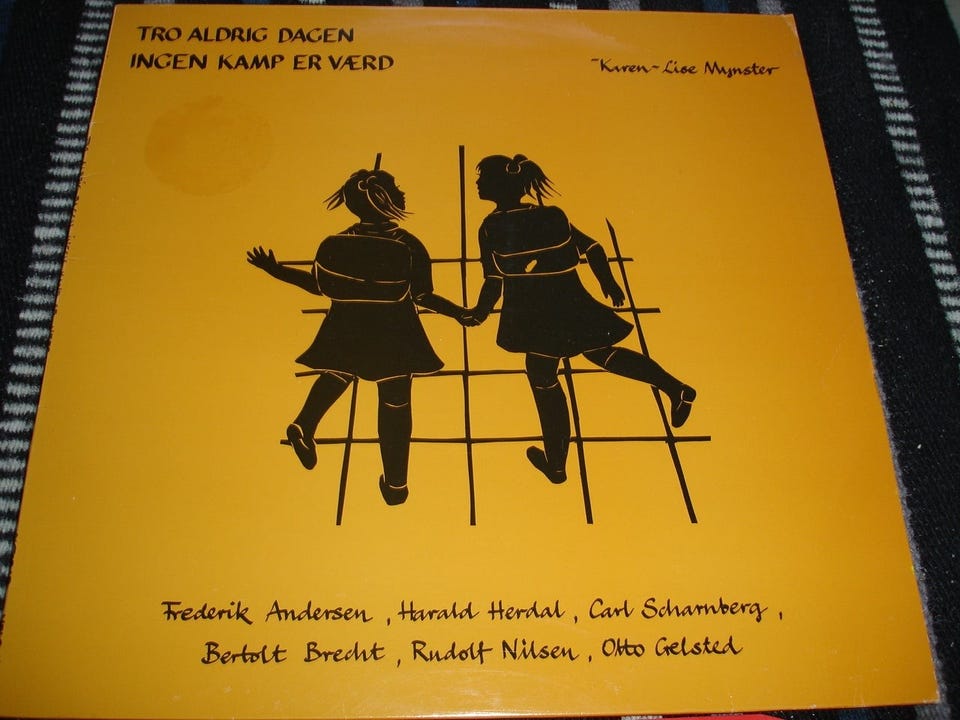 TRO ALDRIG DAGEN
INGEN KAMP ER VÆRD
~Karen~Lise Mynster
Frederik Andersen, Harald Herdal, Carl Scharnberg,
Bertolt Brecht, Rudolf Nilsen, Otto Gelsted